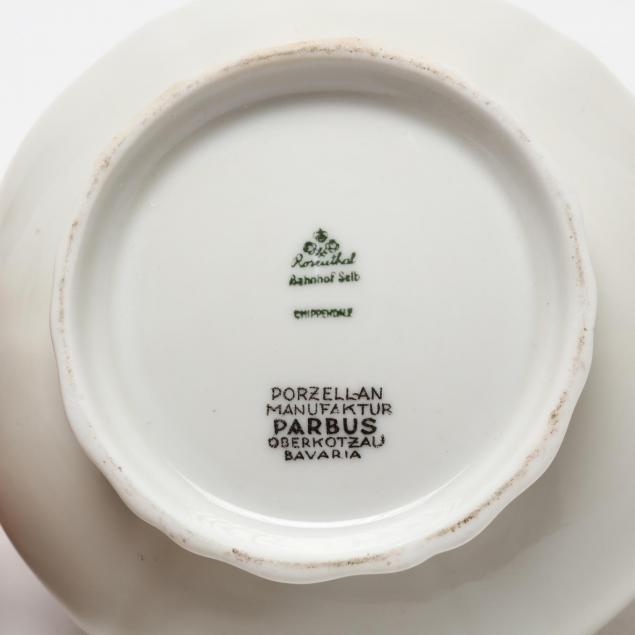 Rosenthal
Bahnhof Selb
CHIPPENDALE
PORZELLAN
MANUFAKTUR
PARBUS
OBERKOTZAU
BAVARIA